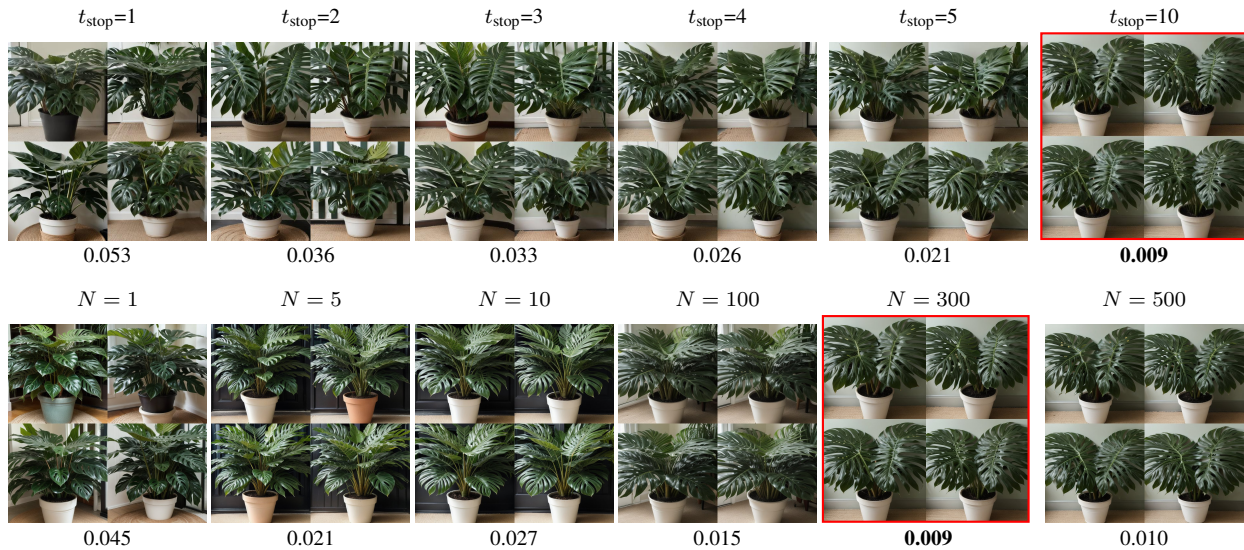 t_stop=1 t_stop=2 t_stop=3 t_stop=4 t_stop=5 t_stop=10
0.053 0.036 0.033 0.026 0.021 0.009
N = 1 N = 5 N = 10 N = 100 N = 300 N = 500
0.045 0.021 0.027 0.015 0.009 0.010